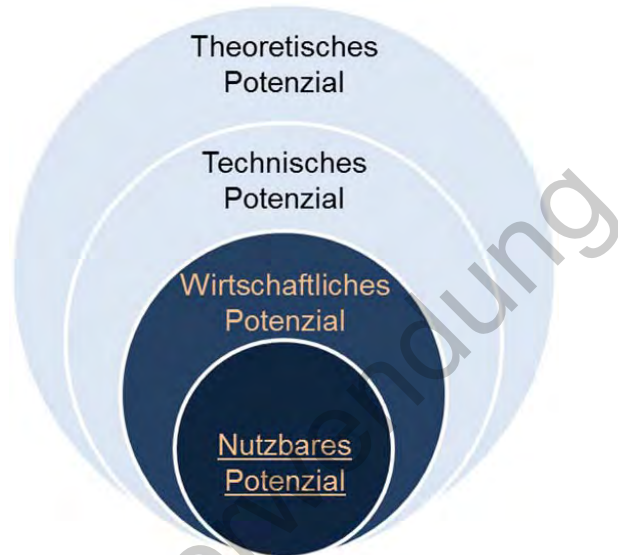 Theoretisches
Potenzial
Technisches
Potenzial
Wirtschaftliches
Potenzial
Nutzbares
Potenzial